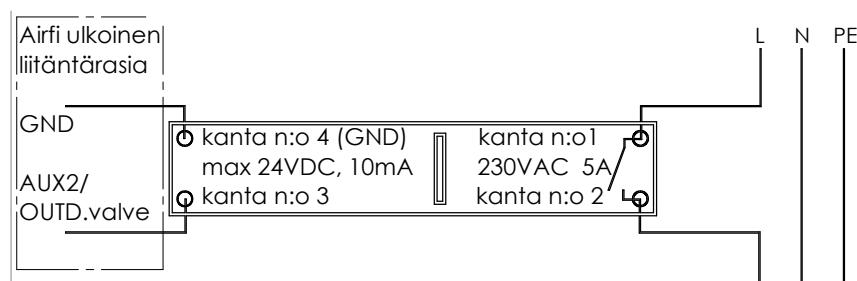 Airfi ulkoinen
liitäntärasia
L N PE
GND
kanta n:o 4 (GND)
max 24VDC, 10mA
kanta n:o 3
kanta n:o1
230VAC 5A
kanta n:o 2
AUX2/
OUTD.valve